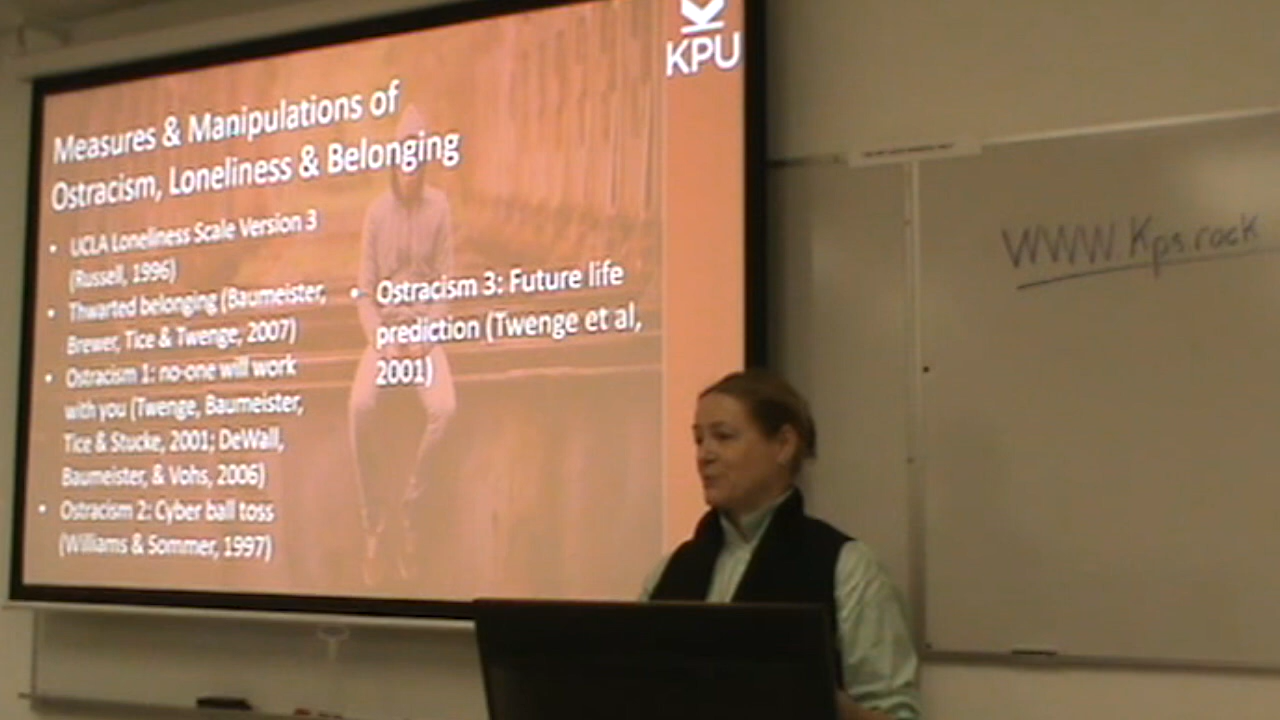 KPU
Measures & Manipulations of
Ostracism, Loneliness & Belonging
• UCLA Loneliness Scale Version 3
(Russell, 1996)
• Thwarted belonging (Baumeister,
Brewer, Tice & Twenge, 2007)
• Ostracism 1: no-one will work
with you (Twenge, Baumeister,
Tice & Stucke, 2001; DeWall,
Baumeister, & Vohs, 2006)
• Ostracism 2: Cyber ball toss
(Williams & Sommer, 1997)
• Ostracism 3: Future life
prediction (Twenge et al,
2001)
WWW.Kps.rock